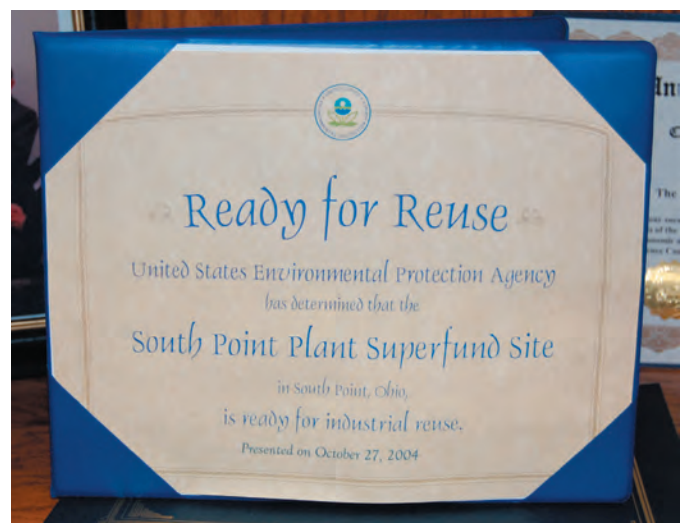 Ready for Reuse
United States Environmental Protection Agency
has determined that the
South Point Plant Superfund Site
in South Point, Ohio,
is ready for industrial reuse.
Presented on October 27, 2004
The